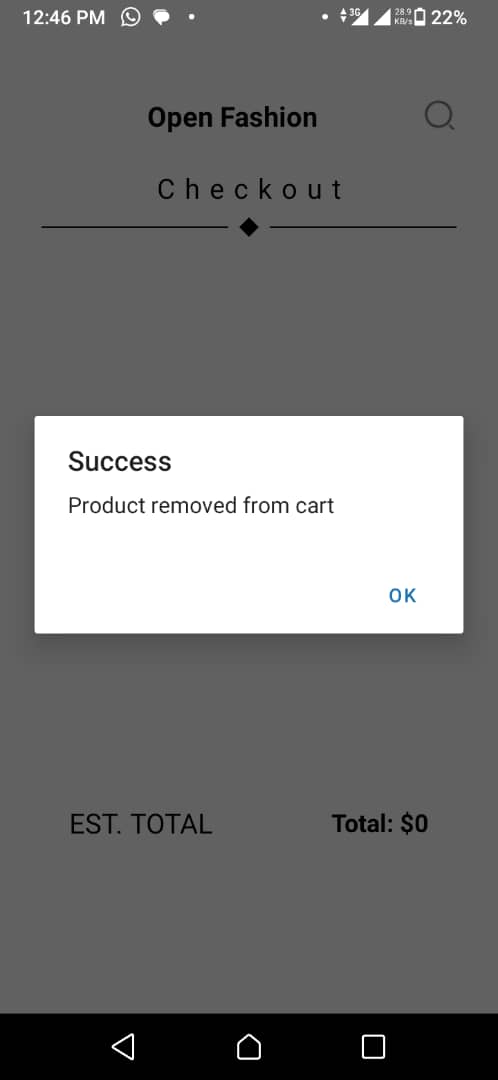 12:46 PM 3G 28.9 KB/s 22%
Open Fashion
Checkout
Success
Product removed from cart
OK
EST. TOTAL Total: $0